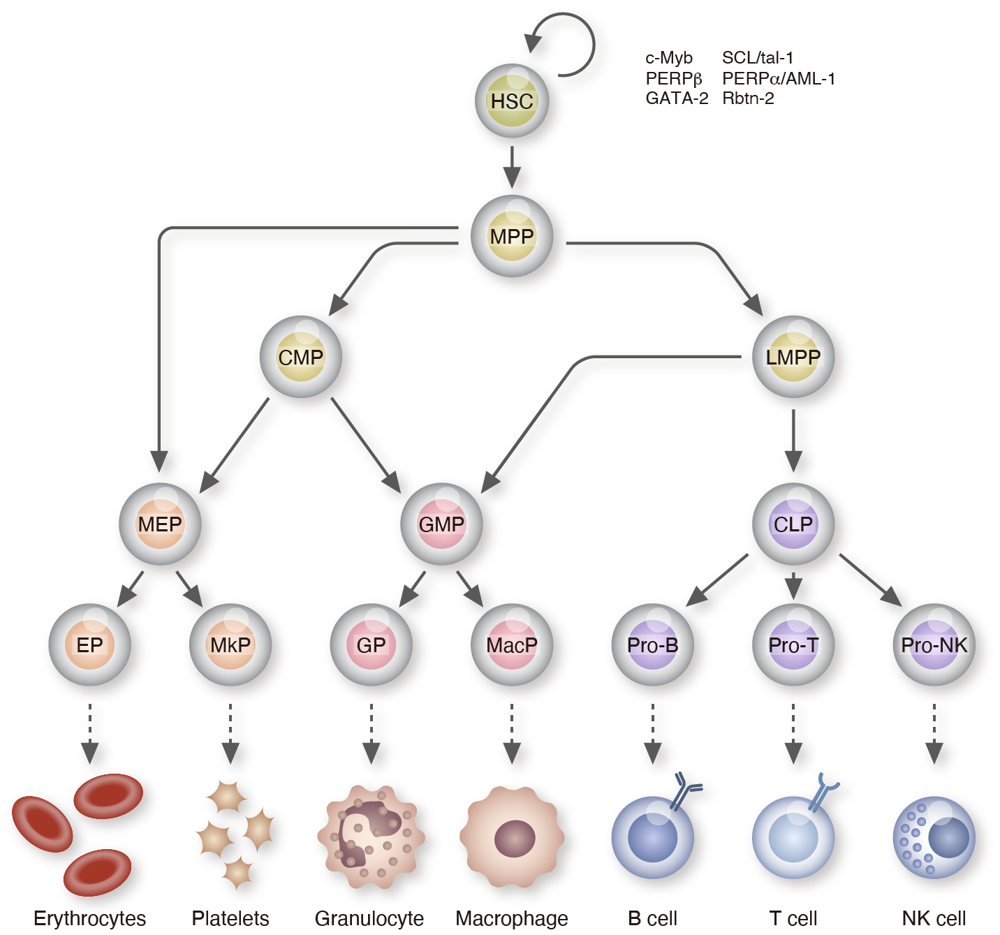 c-Myb SCL/tal-1
PERPβ PERPα/AML-1
GATA-2 Rbtn-2
HSC
MPP
CMP LMPP
MEP GMP CLP
EP MkP GP MacP Pro-B Pro-T Pro-NK
Erythrocytes Platelets Granulocyte Macrophage B cell T cell NK cell